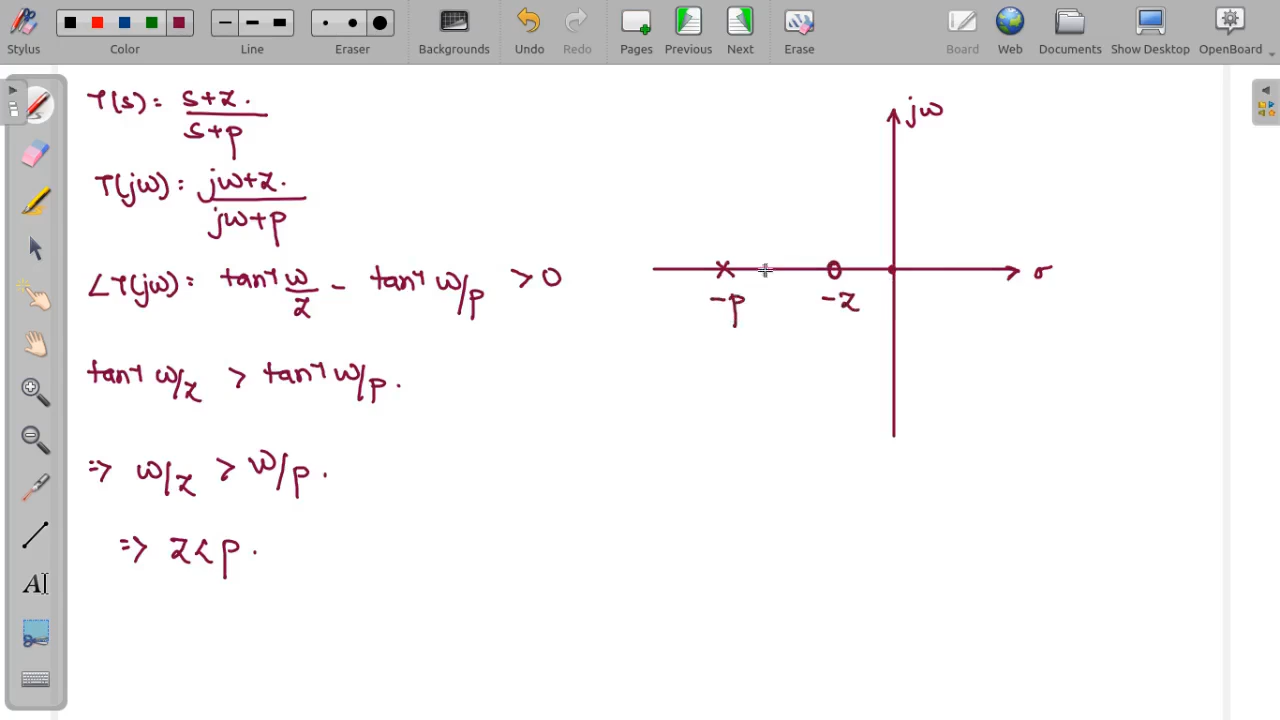 Stylus Color Line Eraser Backgrounds Undo Redo Pages Previous Next Erase Board Web Documents Show Desktop OpenBoard
T(s) = s+z / s+p
T(jω) = jω+z / jω+p
∠T(jω) = tan⁻¹ ω/z - tan⁻¹ ω/p > 0
tan⁻¹ ω/z > tan⁻¹ ω/p.
⇒ ω/z > ω/p.
⇒ z < p.
jω
σ
-p -z
A